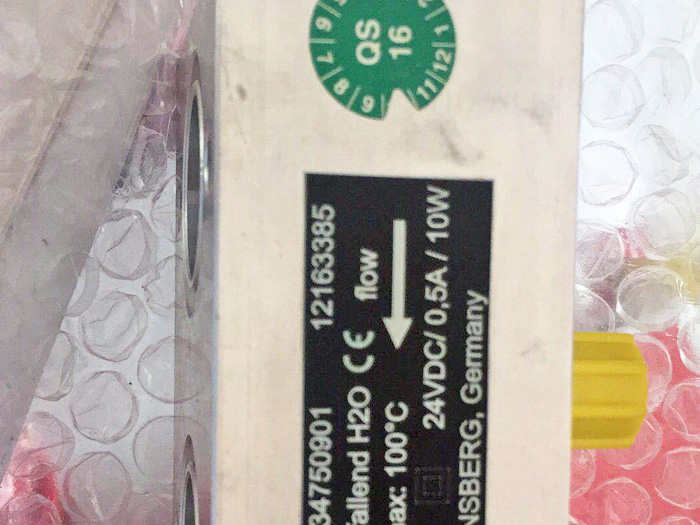 QS
16
11 12 1
6 7 8 9
34750901 12163385
fallend H2O CE flow
max: 100°C
24VDC/ 0,5A / 10W
NSBERG, Germany